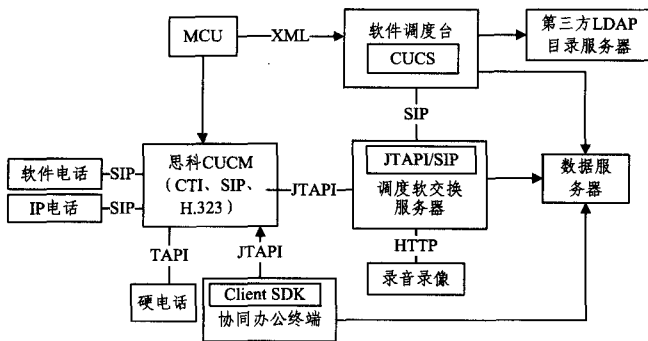 MCU
XML
软件调度台
CUCS
第三方LDAP
目录服务器
SIP
思科CUCM
(CTI、SIP、
H.323)
JTAPI
JTAPI/SIP
调度软交换
服务器
数据服
务器
软件电话
SIP
IP电话
SIP
TAPI
JTAPI
HTTP
硬电话
Client SDK
协同办公终端
录音录像